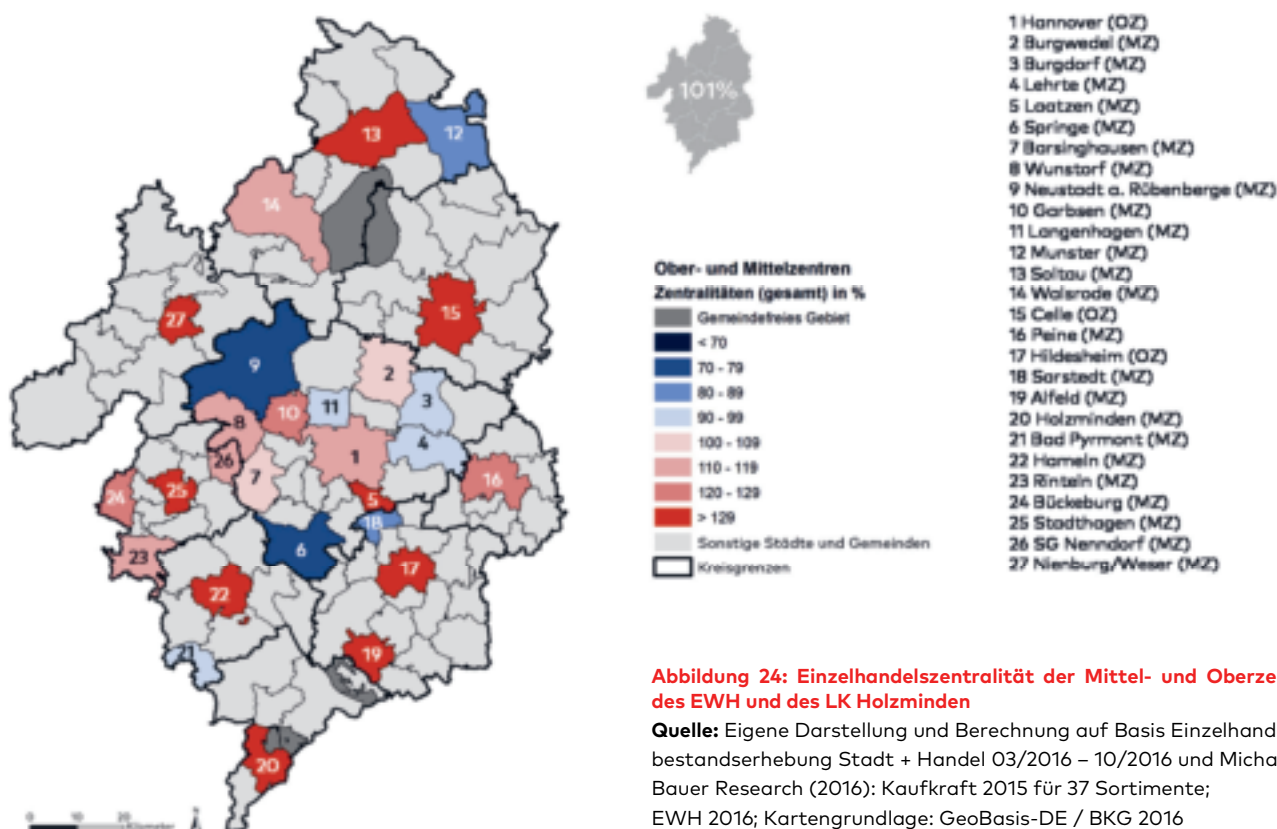 13
12
14
15
27
9
2
10
11
3
8
4
1
26
7
16
24
25
5
18
6
23
17
22
19
21
20
0 10 20
Kilometer
101%
Ober- und Mittelzentren
Zentralitäten (gesamt) in %
Gemeindefreies Gebiet
< 70
70 - 79
80 - 89
90 - 99
100 - 109
110 - 119
120 - 129
> 129
Sonstige Städte und Gemeinden
Kreisgrenzen
1 Hannover (OZ)
2 Burgwedel (MZ)
3 Burgdorf (MZ)
4 Lehrte (MZ)
5 Laatzen (MZ)
6 Springe (MZ)
7 Barsinghausen (MZ)
8 Wunstorf (MZ)
9 Neustadt a. Rübenberge (MZ)
10 Garbsen (MZ)
11 Langenhagen (MZ)
12 Munster (MZ)
13 Soltau (MZ)
14 Walsrode (MZ)
15 Celle (OZ)
16 Peine (MZ)
17 Hildesheim (OZ)
18 Sarstedt (MZ)
19 Alfeld (MZ)
20 Holzminden (MZ)
21 Bad Pyrmont (MZ)
22 Hameln (MZ)
23 Rinteln (MZ)
24 Bückeburg (MZ)
25 Stadthagen (MZ)
26 SG Nenndorf (MZ)
27 Nienburg/Weser (MZ)
Abbildung 24: Einzelhandelszentralität der Mittel- und Oberze
des EWH und des LK Holzminden
Quelle: Eigene Darstellung und Berechnung auf Basis Einzelhand
bestandserhebung Stadt + Handel 03/2016 – 10/2016 und Micha
Bauer Research (2016): Kaufkraft 2015 für 37 Sortimente;
EWH 2016; Kartengrundlage: GeoBasis-DE / BKG 2016